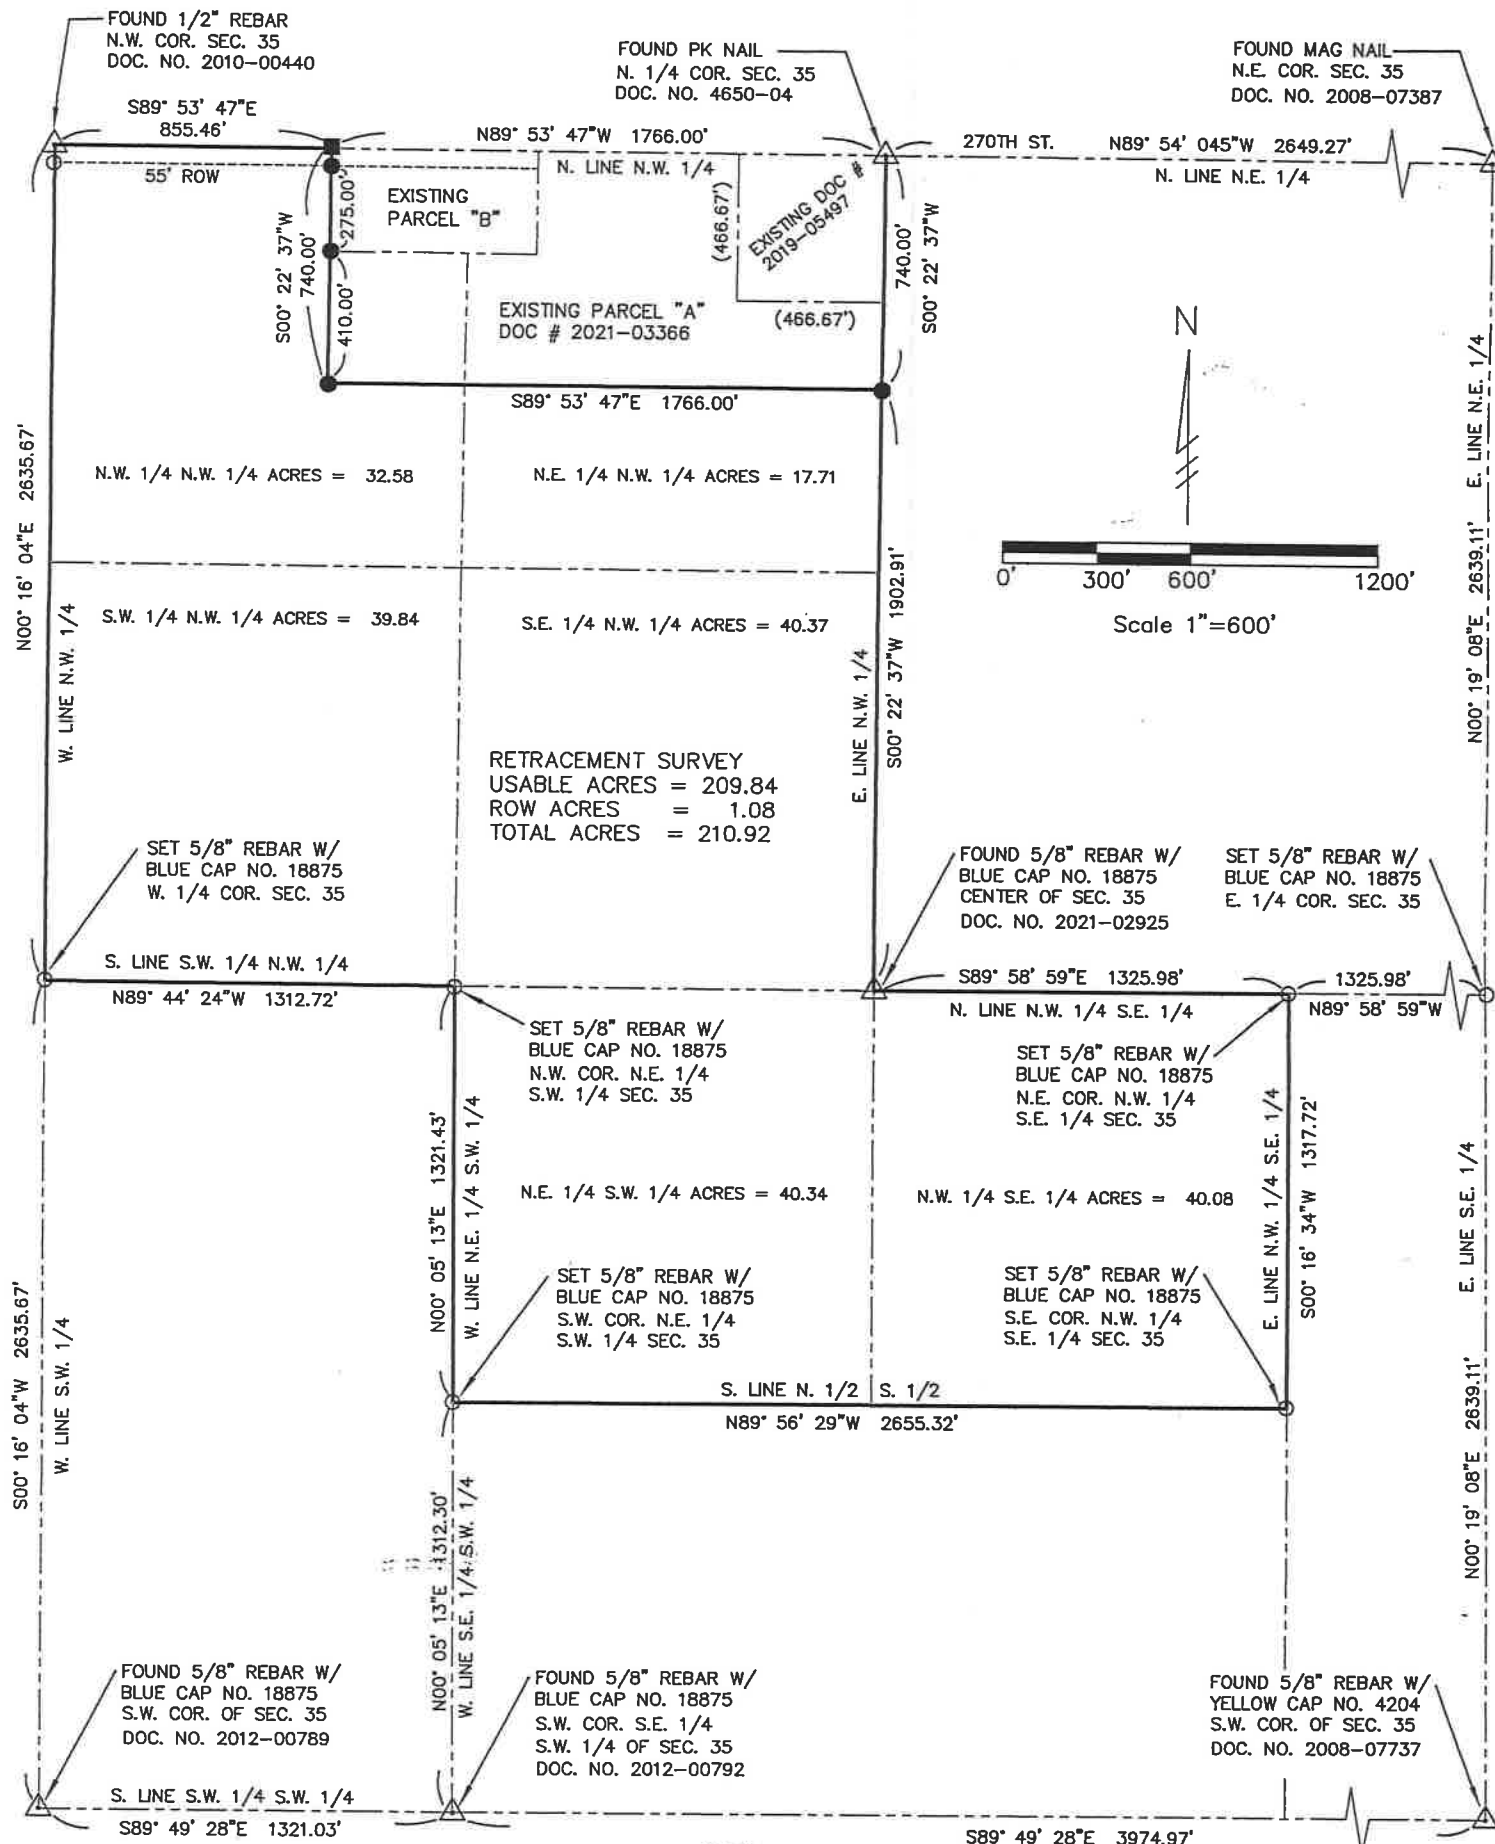 FOUND 1/2" REBAR
N.W. COR. SEC. 35
DOC. NO. 2010-00440
FOUND PK NAIL
N. 1/4 COR. SEC. 35
DOC. NO. 4650-04
FOUND MAG NAIL
N.E. COR. SEC. 35
DOC. NO. 2008-07387
S89° 53' 47"E
855.46'
N89° 53' 47"W 1766.00'
270TH ST.
N89° 54' 045"W 2649.27'
55' ROW
N. LINE N.W. 1/4
N. LINE N.E. 1/4
EXISTING
PARCEL "B"
275.00'
S00° 22' 37"W
740.00'
410.00'
(466.67')
EXISTING DOC #
2019-05497
740.00'
S00° 22' 37"W
EXISTING PARCEL "A"
DOC # 2021-03366
(466.67')
N
S89° 53' 47"E 1766.00'
N00° 16' 04"E 2635.67'
W. LINE N.W. 1/4
N.W. 1/4 N.W. 1/4 ACRES = 32.58
N.E. 1/4 N.W. 1/4 ACRES = 17.71
0' 300' 600' 1200'
Scale 1"=600'
E. LINE N.E. 1/4
N00° 19' 08"E 2639.11'
S.W. 1/4 N.W. 1/4 ACRES = 39.84
S.E. 1/4 N.W. 1/4 ACRES = 40.37
E. LINE N.W. 1/4
S00° 22' 37"W 1902.91'
RETRACEMENT SURVEY
USABLE ACRES = 209.84
ROW ACRES = 1.08
TOTAL ACRES = 210.92
SET 5/8" REBAR W/
BLUE CAP NO. 18875
W. 1/4 COR. SEC. 35
FOUND 5/8" REBAR W/
BLUE CAP NO. 18875
CENTER OF SEC. 35
DOC. NO. 2021-02925
SET 5/8" REBAR W/
BLUE CAP NO. 18875
E. 1/4 COR. SEC. 35
S. LINE S.W. 1/4 N.W. 1/4
N89° 44' 24"W 1312.72'
S89° 58' 59"E 1325.98'
N. LINE N.W. 1/4 S.E. 1/4
1325.98'
N89° 58' 59"W
SET 5/8" REBAR W/
BLUE CAP NO. 18875
N.W. COR. N.E. 1/4
S.W. 1/4 SEC. 35
SET 5/8" REBAR W/
BLUE CAP NO. 18875
N.E. COR. N.W. 1/4
S.E. 1/4 SEC. 35
N00° 05' 13"E 1321.43'
W. LINE N.E. 1/4 S.W. 1/4
N.E. 1/4 S.W. 1/4 ACRES = 40.34
N.W. 1/4 S.E. 1/4 ACRES = 40.08
E. LINE N.W. 1/4 S.E. 1/4
S00° 16' 34"W 1317.72'
E. LINE S.E. 1/4
N00° 19' 08"E 2639.11'
SET 5/8" REBAR W/
BLUE CAP NO. 18875
S.W. COR. N.E. 1/4
S.W. 1/4 SEC. 35
SET 5/8" REBAR W/
BLUE CAP NO. 18875
S.E. COR. N.W. 1/4
S.E. 1/4 SEC. 35
S. LINE N. 1/2 S. 1/2
N89° 56' 29"W 2655.32'
S00° 16' 04"W 2635.67'
W. LINE S.W. 1/4
N00° 05' 13"E 1312.30'
W. LINE S.E. 1/4 S.W. 1/4
FOUND 5/8" REBAR W/
BLUE CAP NO. 18875
S.W. COR. OF SEC. 35
DOC. NO. 2012-00789
FOUND 5/8" REBAR W/
BLUE CAP NO. 18875
S.W. COR. S.E. 1/4
S.W. 1/4 OF SEC. 35
DOC. NO. 2012-00792
FOUND 5/8" REBAR W/
YELLOW CAP NO. 4204
S.W. COR. OF SEC. 35
DOC. NO. 2008-07737
S. LINE S.W. 1/4 S.W. 1/4
S89° 49' 28"E 1321.03'
S89° 49' 28"E 3974.97'